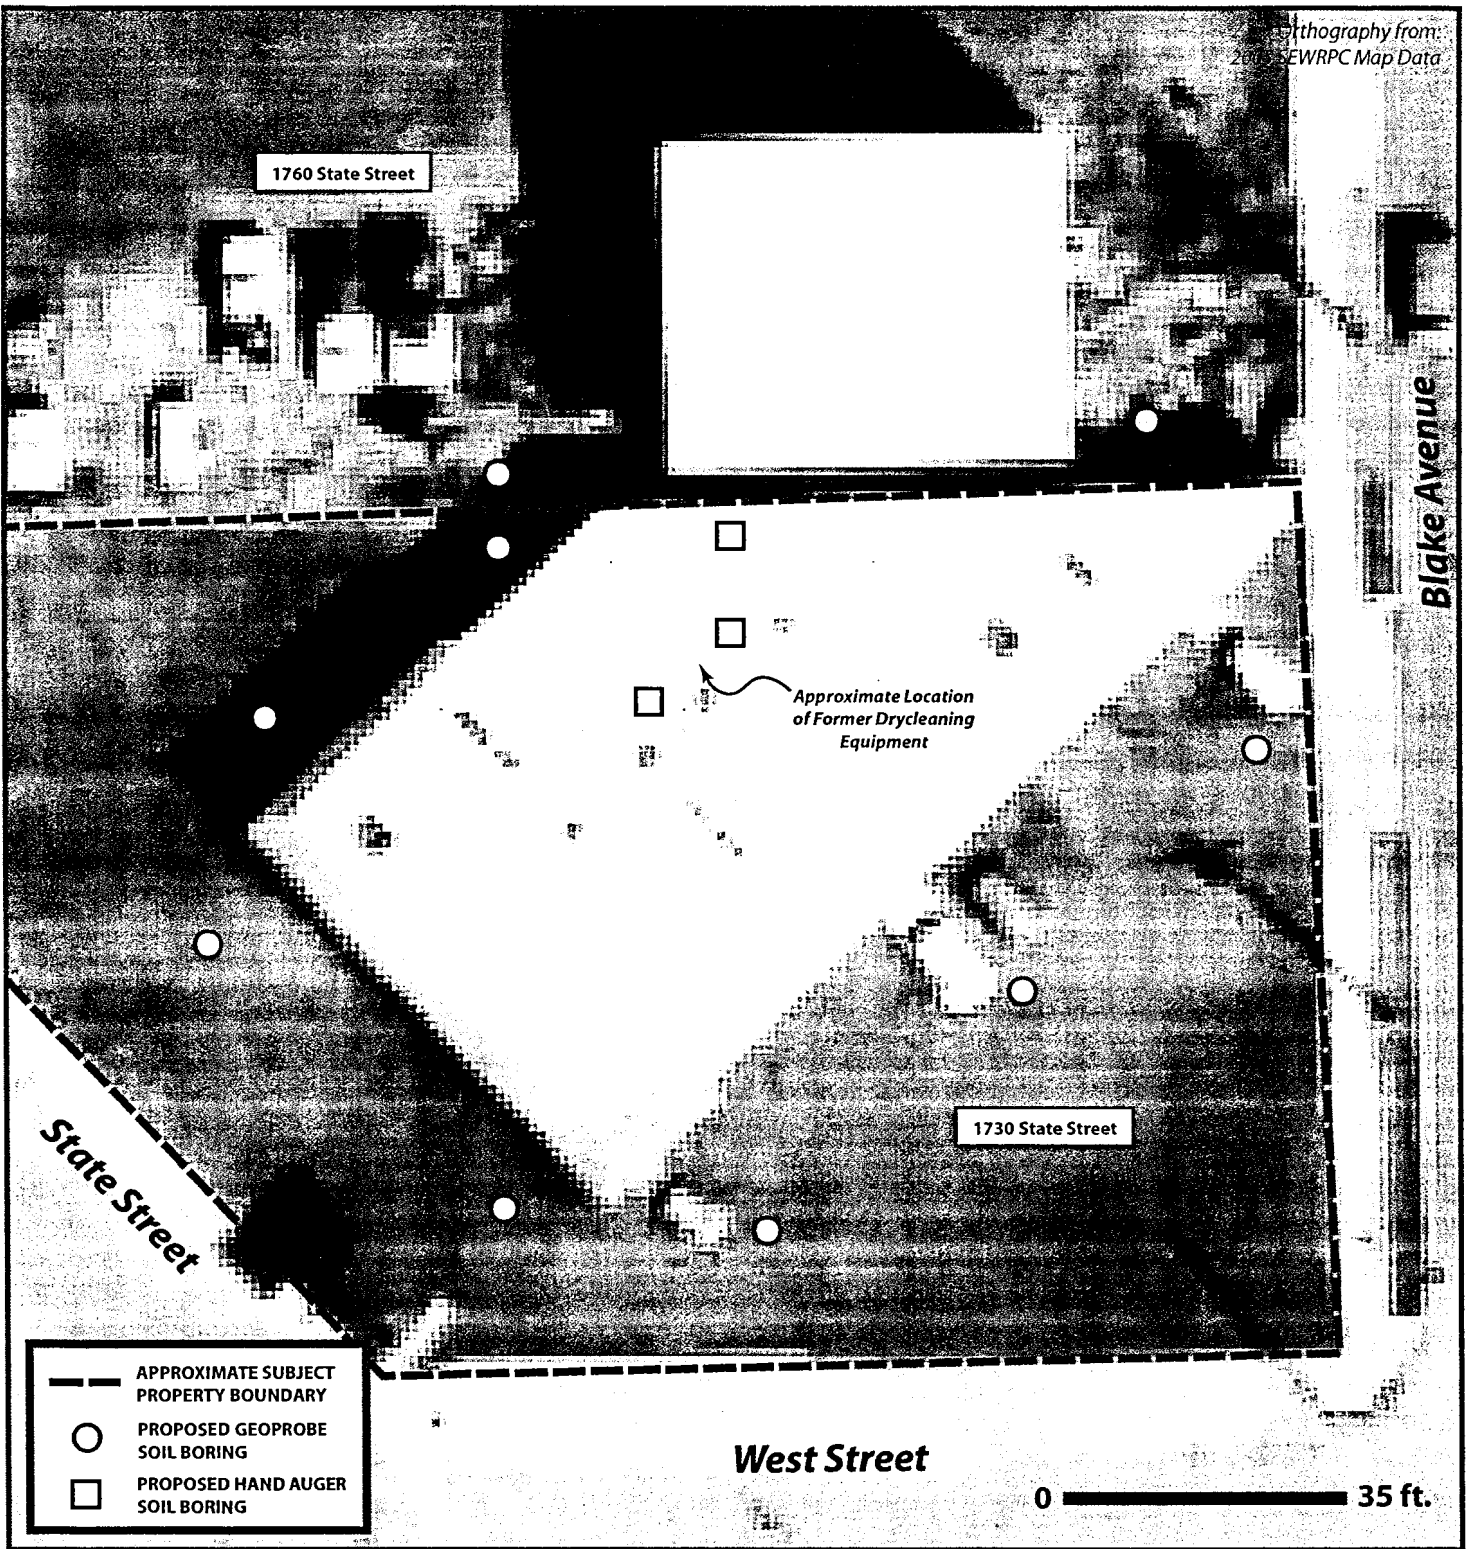 Orthography from:
SEWRPC Map Data
1760 State Street
Blake Avenue
Approximate Location
of Former Drycleaning
Equipment
1730 State Street
State Street
APPROXIMATE SUBJECT
PROPERTY BOUNDARY
PROPOSED GEOPROBE
SOIL BORING
PROPOSED HAND AUGER
SOIL BORING
West Street
0 35 ft.